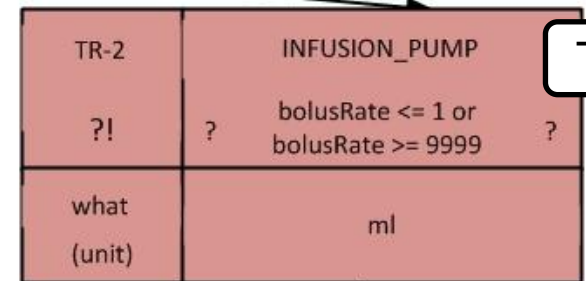 TR-2
INFUSION_PUMP
?!
?
bolusRate <= 1 or
bolusRate >= 9999
?
what
(unit)
ml